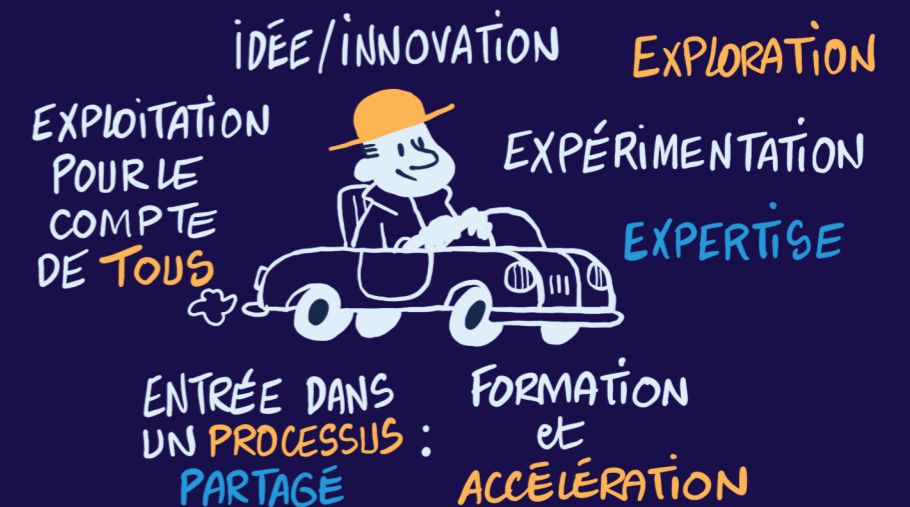 iDÉE/iNNOVATiON
EXPLORATiON
EXPÉRiMENTATiON
EXPERTiSE
FORMATiON
et
ACCÉLÉRATiON
ENTRÉE DANS
UN PROCESSUS :
PARTAGÉ
EXPLOiTATiON
POUR LE
COMPTE
DE TOUS